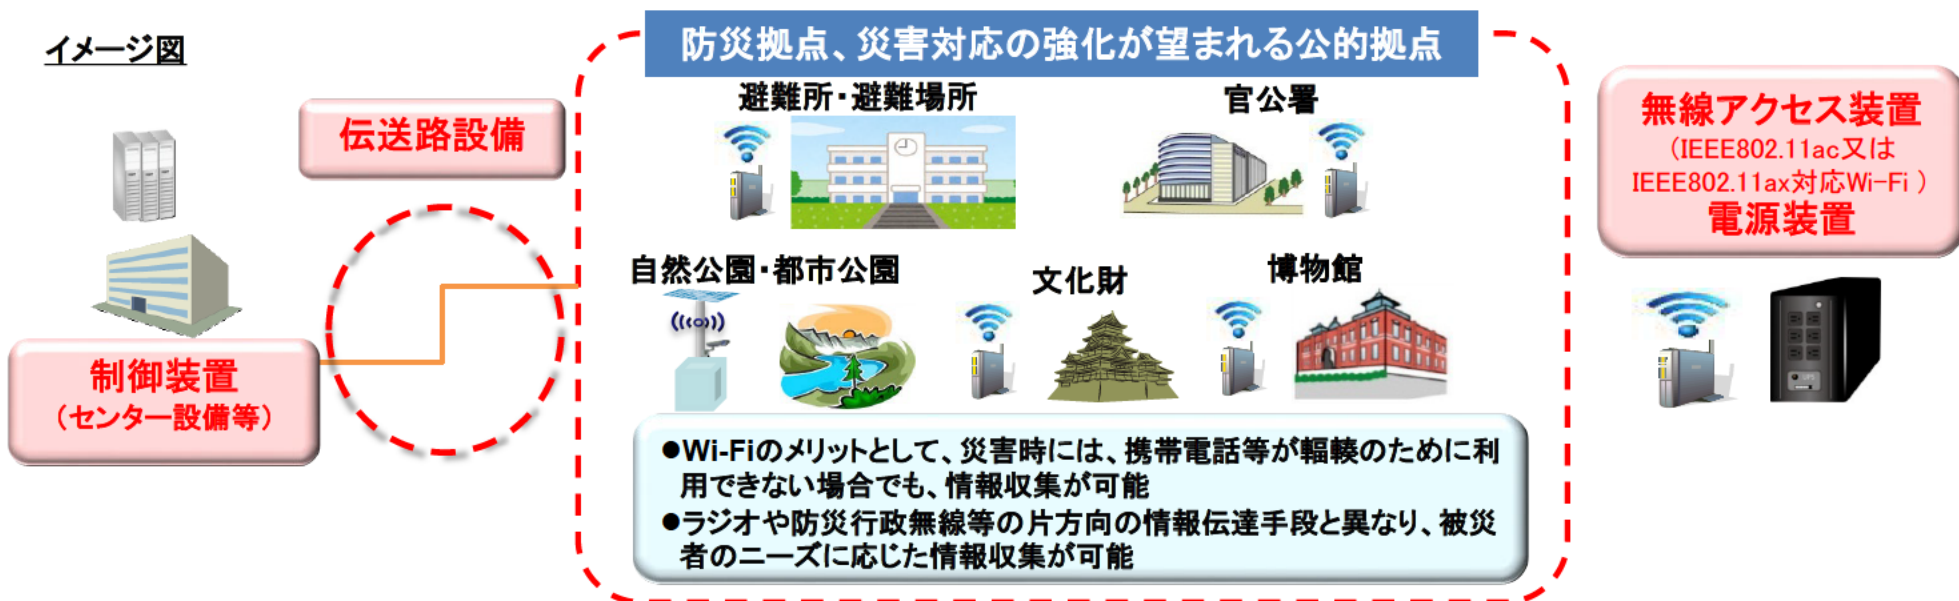 イメージ図
伝送路設備
制御装置
（センター設備等）
防災拠点、災害対応の強化が望まれる公的拠点
避難所・避難場所
官公署
自然公園・都市公園
文化財
博物館
●Wi-Fiのメリットとして、災害時には、携帯電話等が輻輳のために利
用できない場合でも、情報収集が可能
●ラジオや防災行政無線等の片方向の情報伝達手段と異なり、被災
者のニーズに応じた情報収集が可能
無線アクセス装置
（IEEE802.11ac又は
IEEE802.11ax対応Wi-Fi ）
電源装置